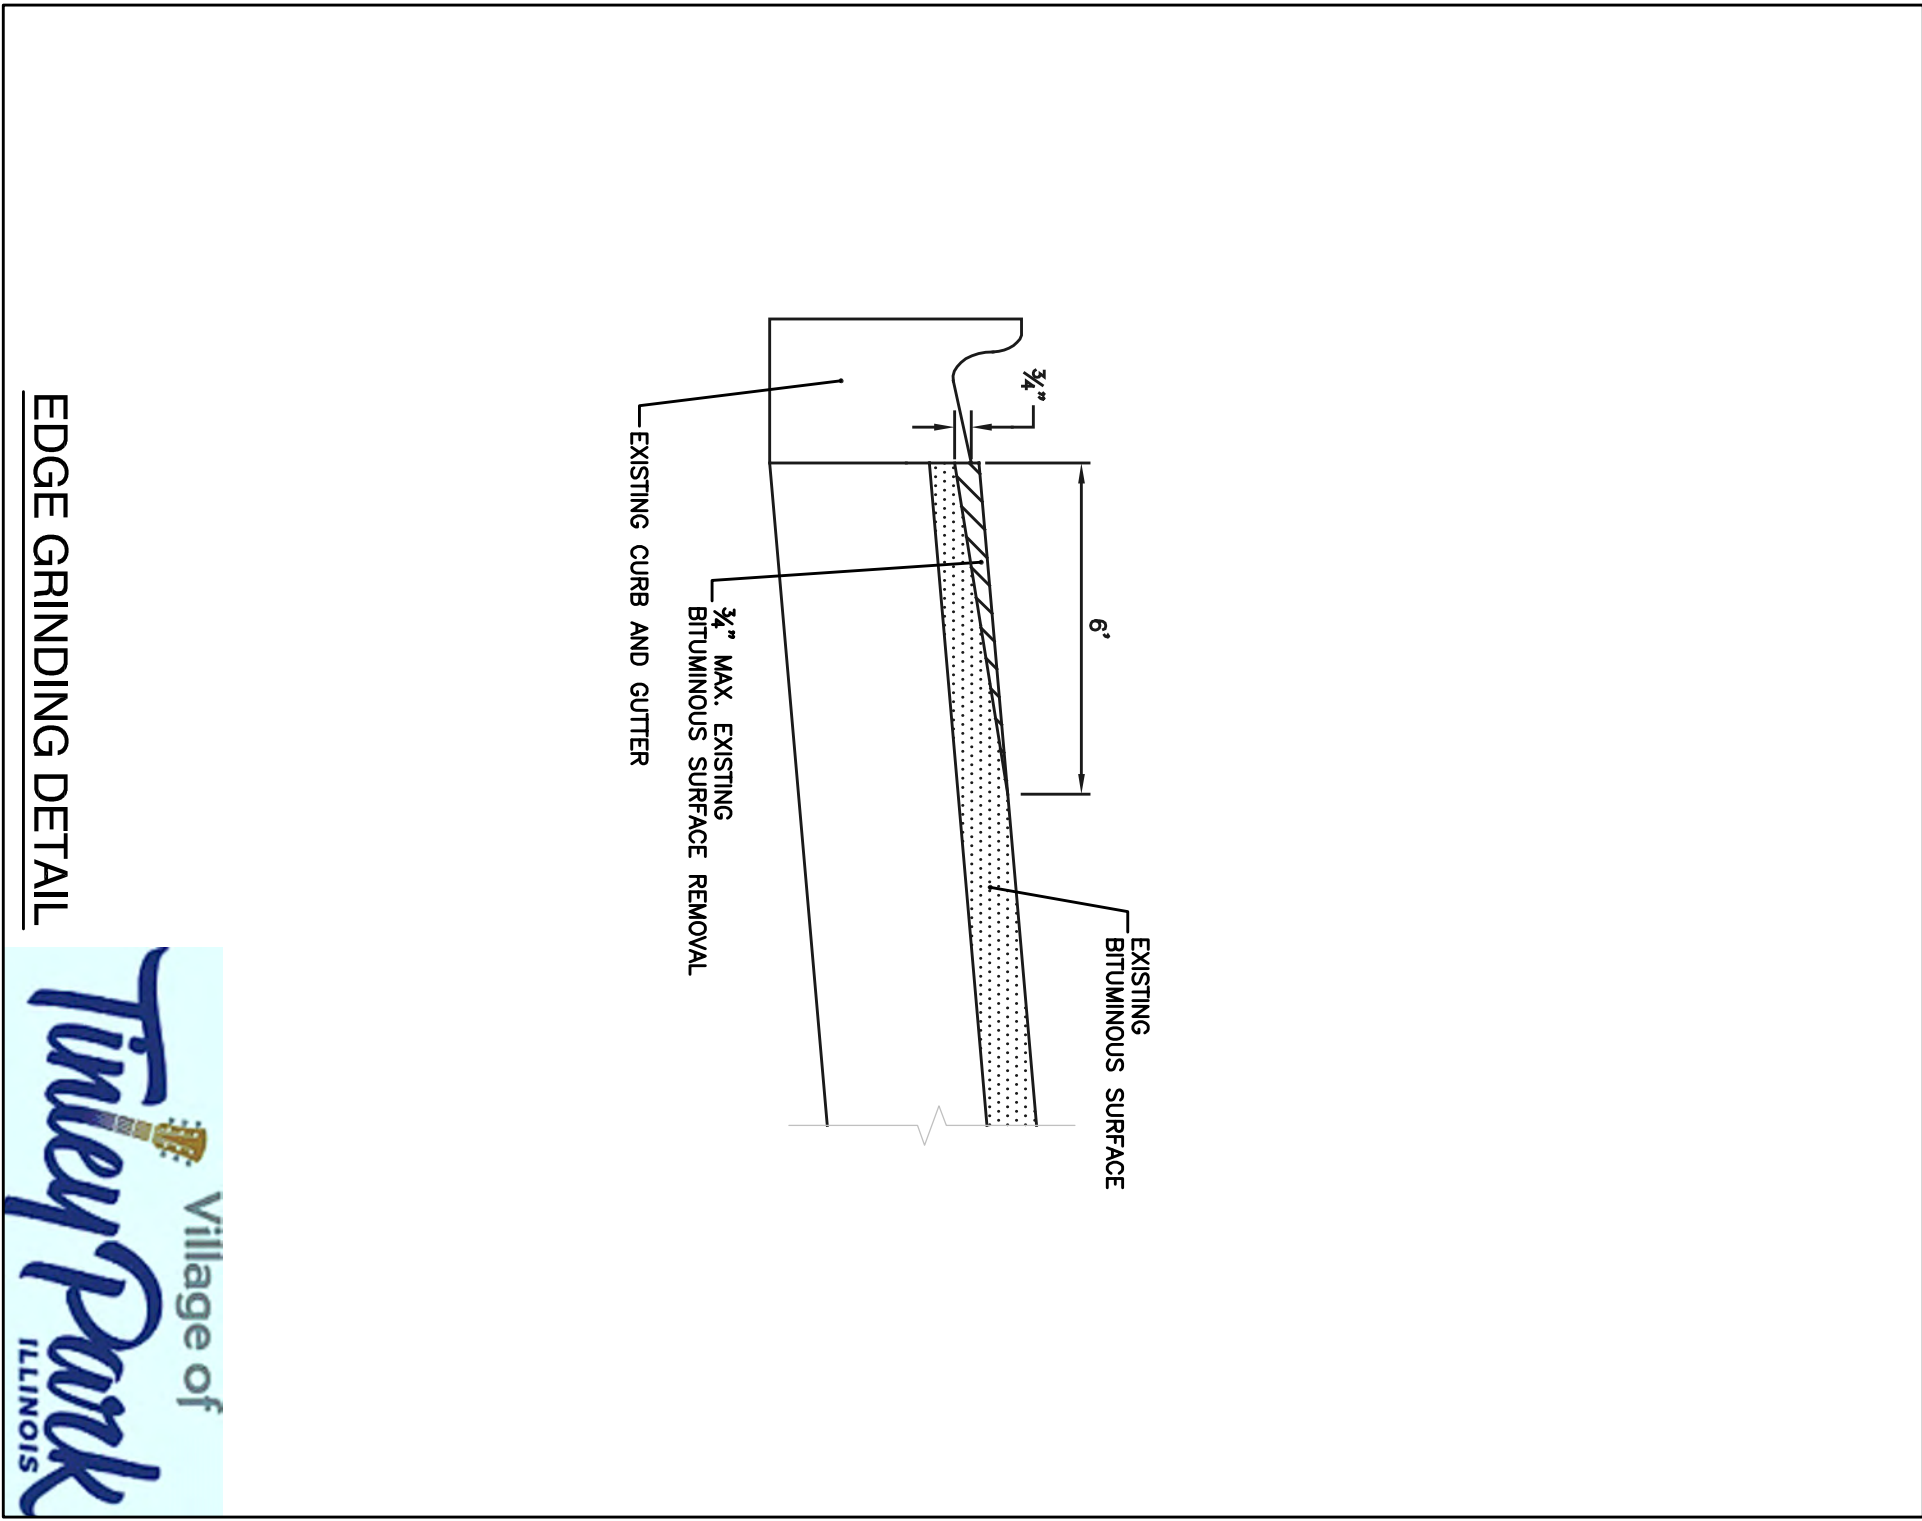 ¾"
6'
EXISTING
BITUMINOUS SURFACE
¾" MAX. EXISTING
BITUMINOUS SURFACE REMOVAL
EXISTING CURB AND GUTTER
EDGE GRINDING DETAIL
Village of
Tinley Park
ILLINOIS